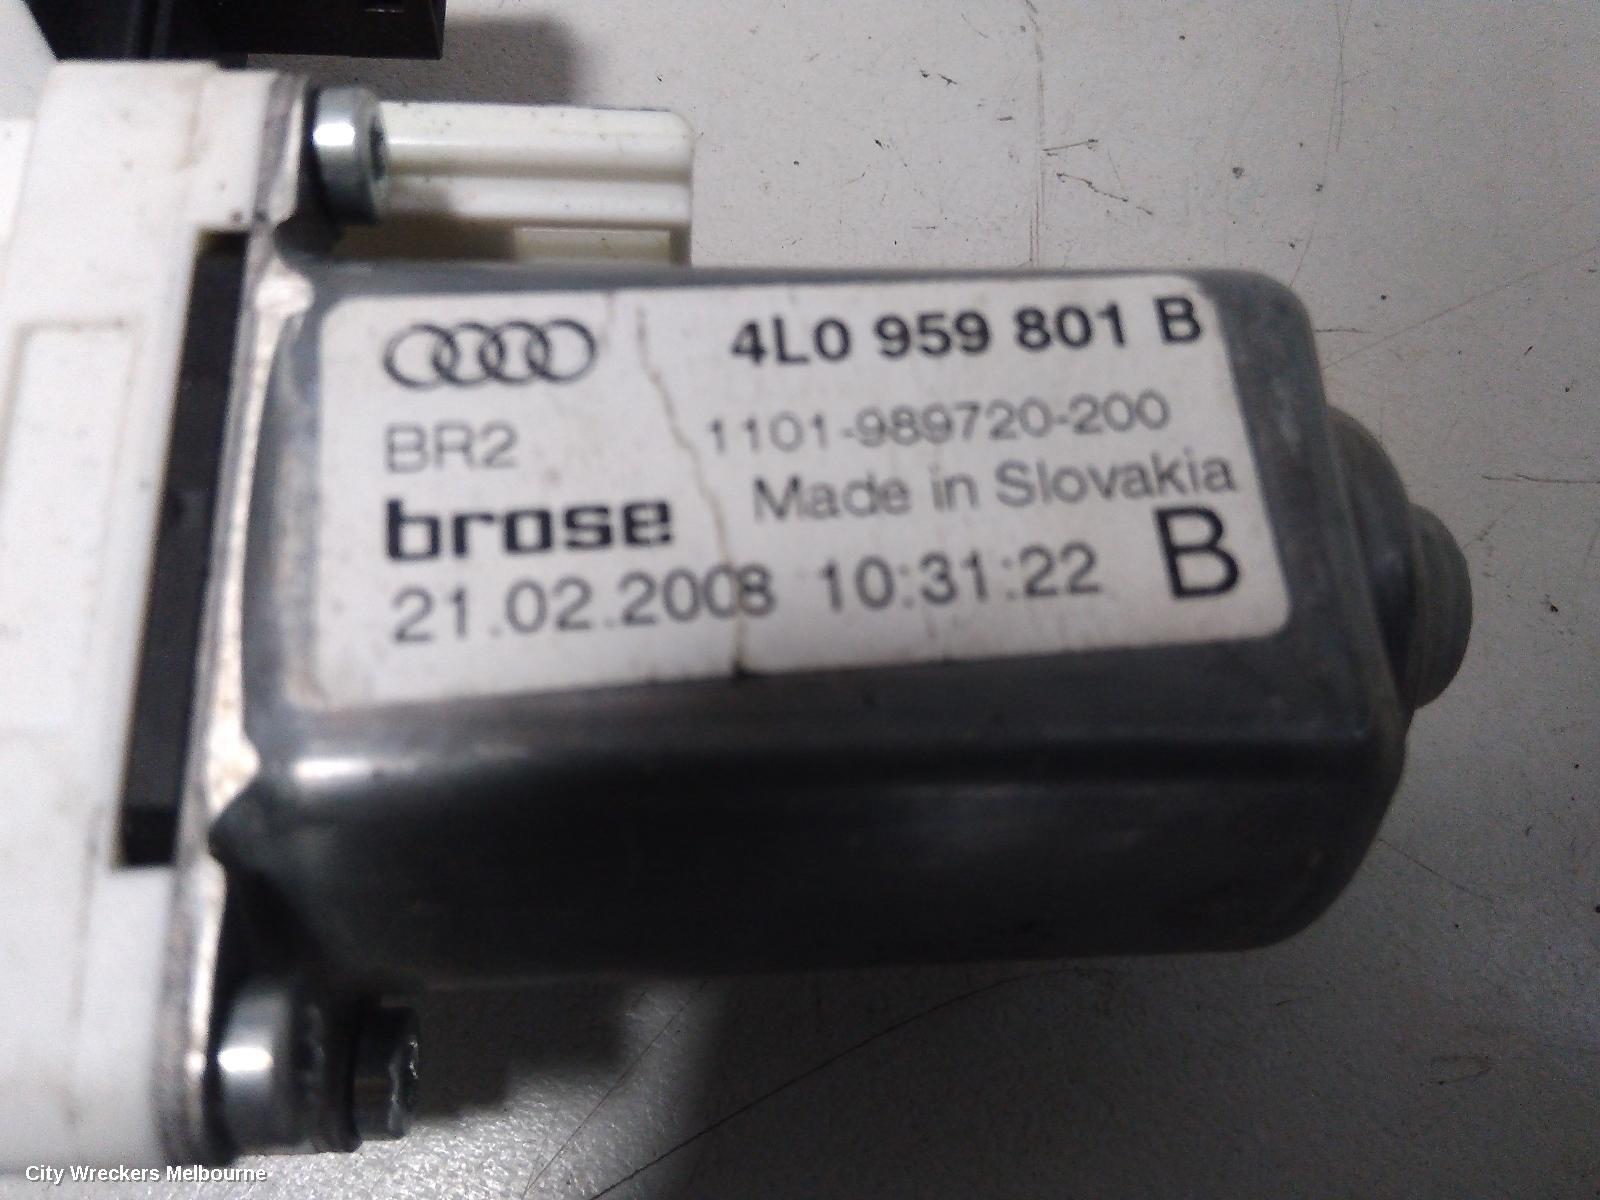 4L0 959 801 B
BR2 1101-989720-200
brose Made in Slovakia
21.02.2008 10:31:22 B
City Wreckers Melbourne